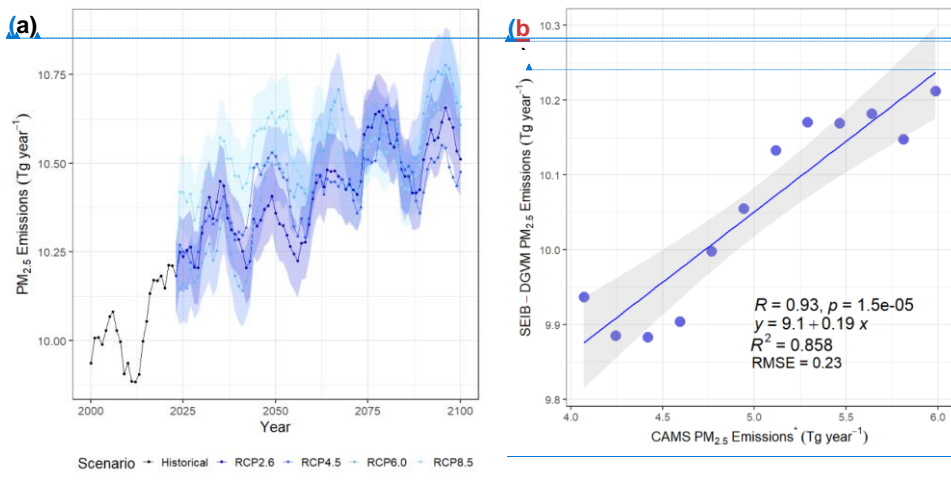 (a)
PM2.5 Emissions (Tg year−1)
10.75
10.50
10.25
10.00
2000
2025
2050
2075
2100
Year
Scenario Historical RCP2.6 RCP4.5 RCP6.0 RCP8.5
(b
SEIB − DGVM PM2.5 Emissions (Tg year−1)
10.3
10.2
10.1
10.0
9.9
9.8
R = 0.93, p = 1.5e-05
y = 9.1 + 0.19 x
R2 = 0.858
RMSE = 0.23
4.0
4.5
5.0
5.5
6.0
CAMS PM2.5 Emissions* (Tg year−1)